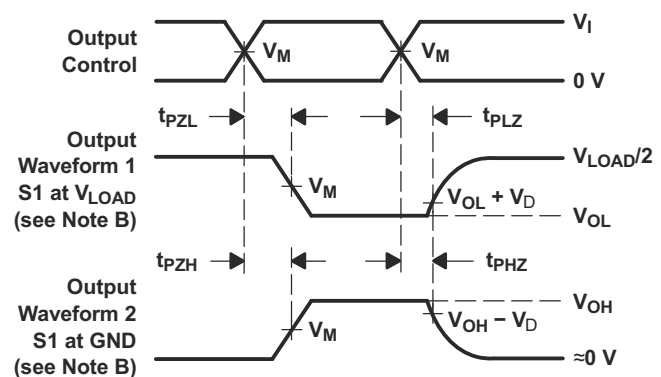 Output
Control
V_M
V_M
V_I
0 V
t_PZL
t_PLZ
Output
Waveform 1
S1 at V_LOAD
(see Note B)
V_M
V_LOAD/2
V_OL + V_D
V_OL
t_PZH
t_PHZ
Output
Waveform 2
S1 at GND
(see Note B)
V_M
V_OH
V_OH − V_D
≈0 V